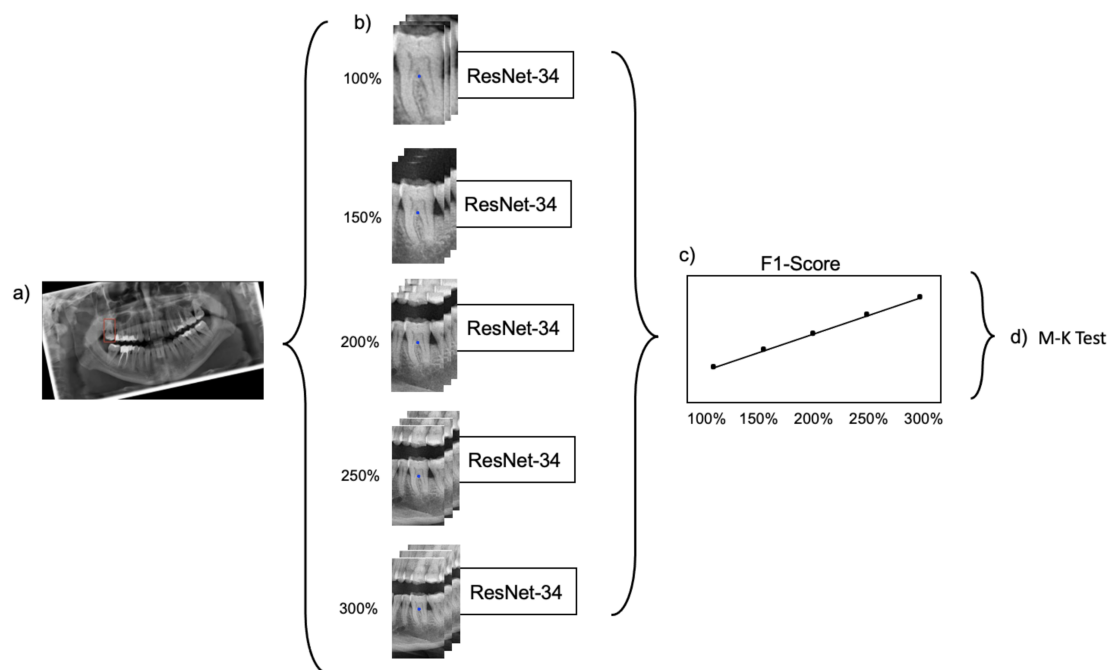 a)
b)
100%
ResNet-34
150%
ResNet-34
200%
ResNet-34
250%
ResNet-34
300%
ResNet-34
c)
F1-Score
100% 150% 200% 250% 300%
d) M-K Test